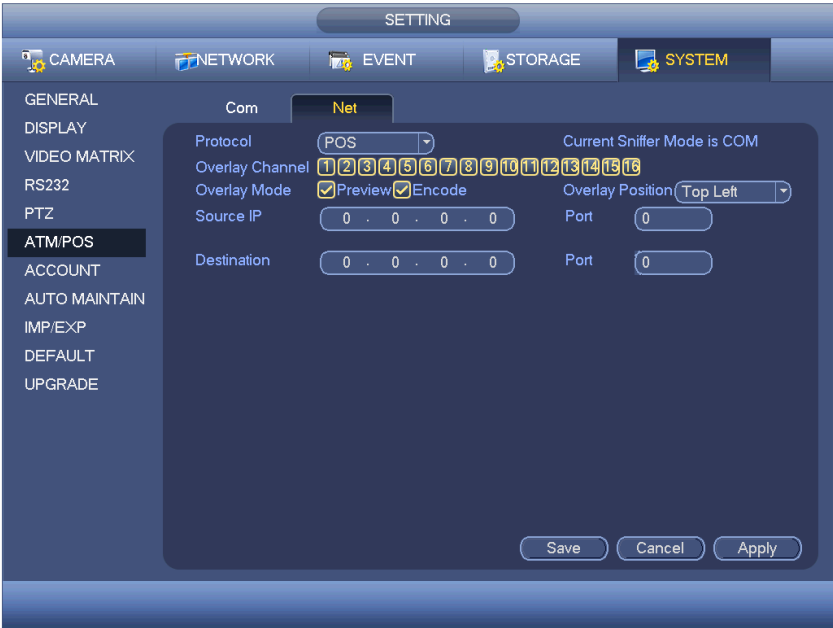 SETTING
CAMERA NETWORK EVENT STORAGE SYSTEM
GENERAL
DISPLAY
VIDEO MATRIX
RS232
PTZ
ATM/POS
ACCOUNT
AUTO MAINTAIN
IMP/EXP
DEFAULT
UPGRADE
Com Net
Protocol POS Current Sniffer Mode is COM
Overlay Channel 1 2 3 4 5 6 7 8 9 10 11 12 13 14 15 16
Overlay Mode Preview Encode Overlay Position Top Left
Source IP 0 . 0 . 0 . 0 Port 0
Destination 0 . 0 . 0 . 0 Port 0
Save Cancel Apply